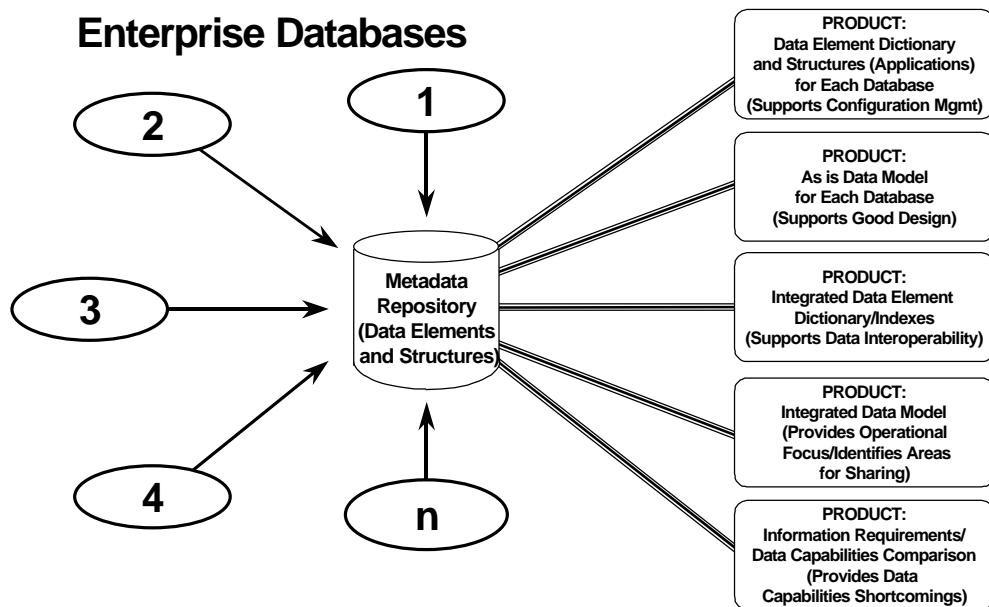 Enterprise Databases
1
2
3
4
n
Metadata
Repository
(Data Elements
and Structures)
PRODUCT:
Data Element Dictionary
and Structures (Applications)
for Each Database
(Supports Configuration Mgmt)
PRODUCT:
As is Data Model
for Each Database
(Supports Good Design)
PRODUCT:
Integrated Data Element
Dictionary/Indexes
(Supports Data Interoperability)
PRODUCT:
Integrated Data Model
(Provides Operational
Focus/Identifies Areas
for Sharing)
PRODUCT:
Information Requirements/
Data Capabilities Comparison
(Provides Data
Capabilities Shortcomings)